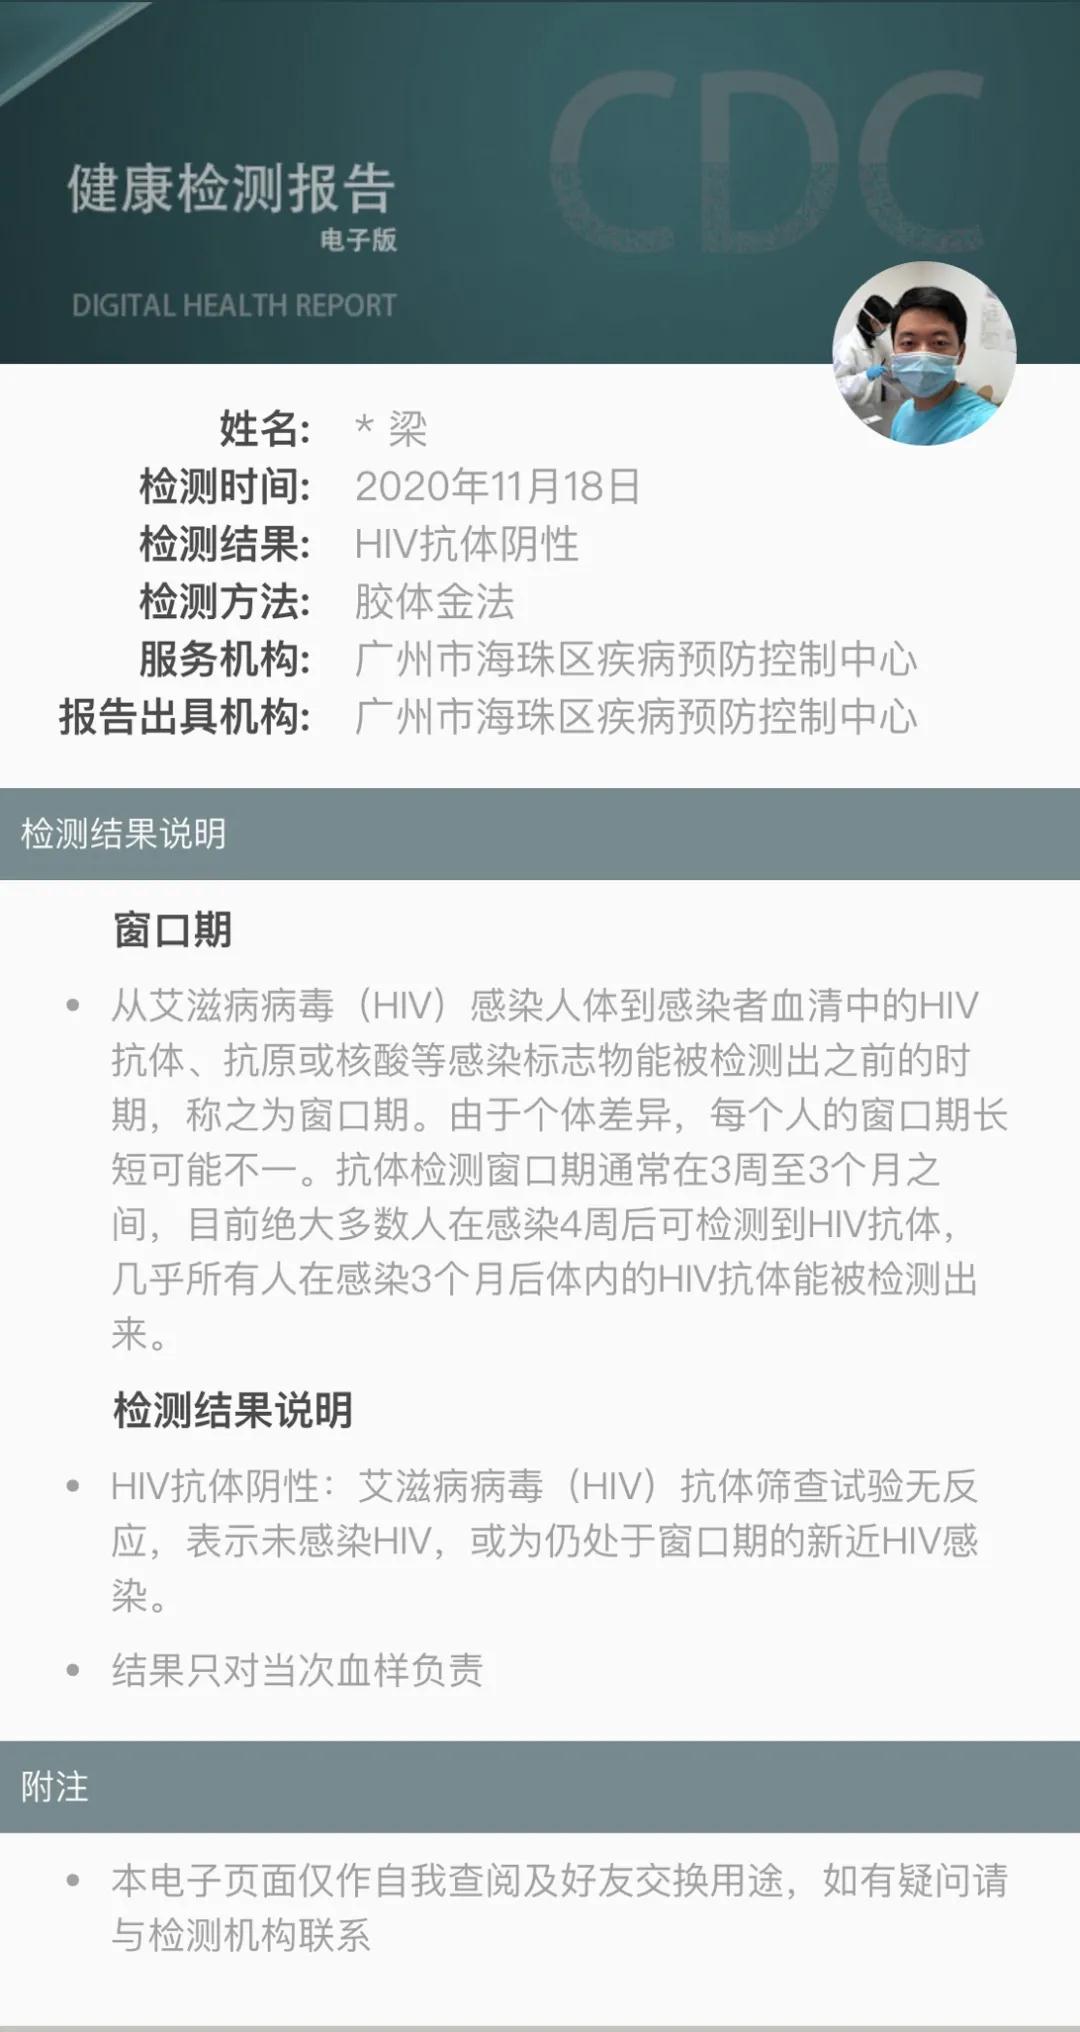 CDC
健康检测报告
电子版
DIGITAL HEALTH REPORT
姓名: * 梁
检测时间: 2020年11月18日
检测结果: HIV抗体阴性
检测方法: 胶体金法
服务机构: 广州市海珠区疾病预防控制中心
报告出具机构: 广州市海珠区疾病预防控制中心
检测结果说明
窗口期
• 从艾滋病病毒（HIV）感染人体到感染者血清中的HIV
抗体、抗原或核酸等感染标志物能被检测出之前的时
期，称之为窗口期。由于个体差异，每个人的窗口期长
短可能不一。抗体检测窗口期通常在3周至3个月之
间，目前绝大多数人在感染4周后可检测到HIV抗体，
几乎所有人在感染3个月后体内的HIV抗体能被检测出
来。
检测结果说明
• HIV抗体阴性：艾滋病病毒（HIV）抗体筛查试验无反
应，表示未感染HIV，或为仍处于窗口期的新近HIV感
染。
• 结果只对当次血样负责
附注
• 本电子页面仅作自我查阅及好友交换用途，如有疑问请
与检测机构联系